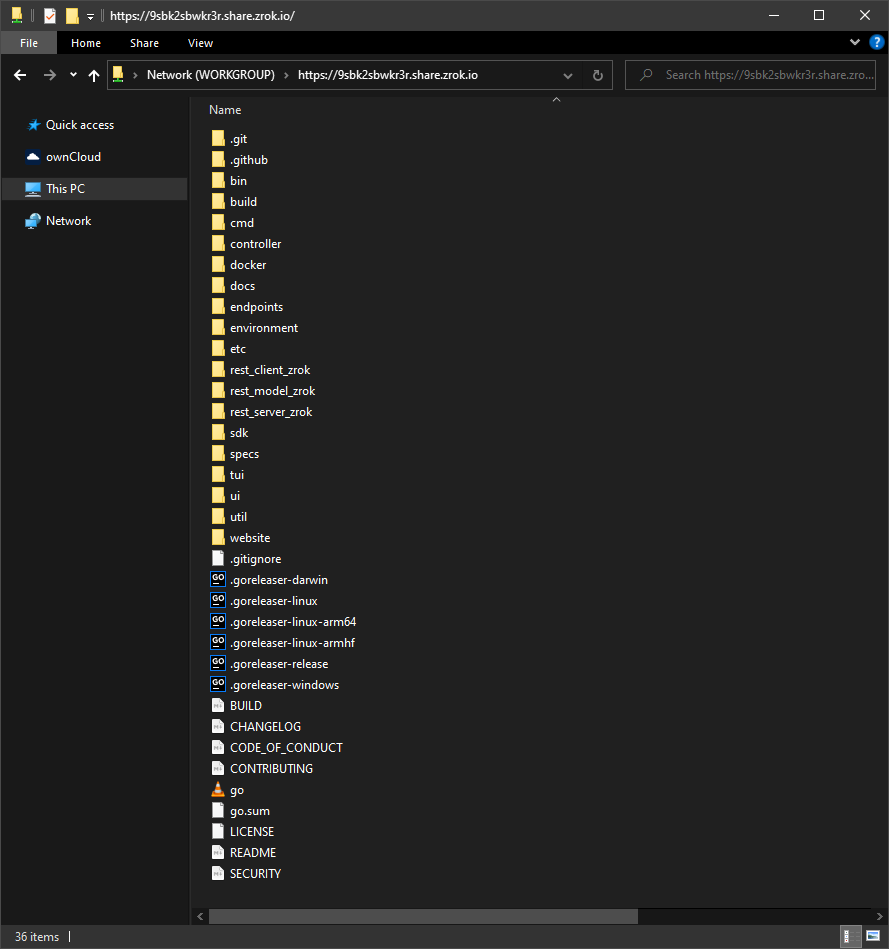 https://9sbk2sbwkr3r.share.zrok.io/
File Home Share View
Network (WORKGROUP) https://9sbk2sbwkr3r.share.zrok.io Search https://9sbk2sbwkr3r.share.zro...
Quick access
ownCloud
This PC
Network
Name
.git
.github
bin
build
cmd
controller
docker
docs
endpoints
environment
etc
rest_client_zrok
rest_model_zrok
rest_server_zrok
sdk
specs
tui
ui
util
website
.gitignore
GO .goreleaser-darwin
GO .goreleaser-linux
GO .goreleaser-linux-arm64
GO .goreleaser-linux-armhf
GO .goreleaser-release
GO .goreleaser-windows
BUILD
CHANGELOG
CODE_OF_CONDUCT
CONTRIBUTING
go
go.sum
LICENSE
README
SECURITY
36 items